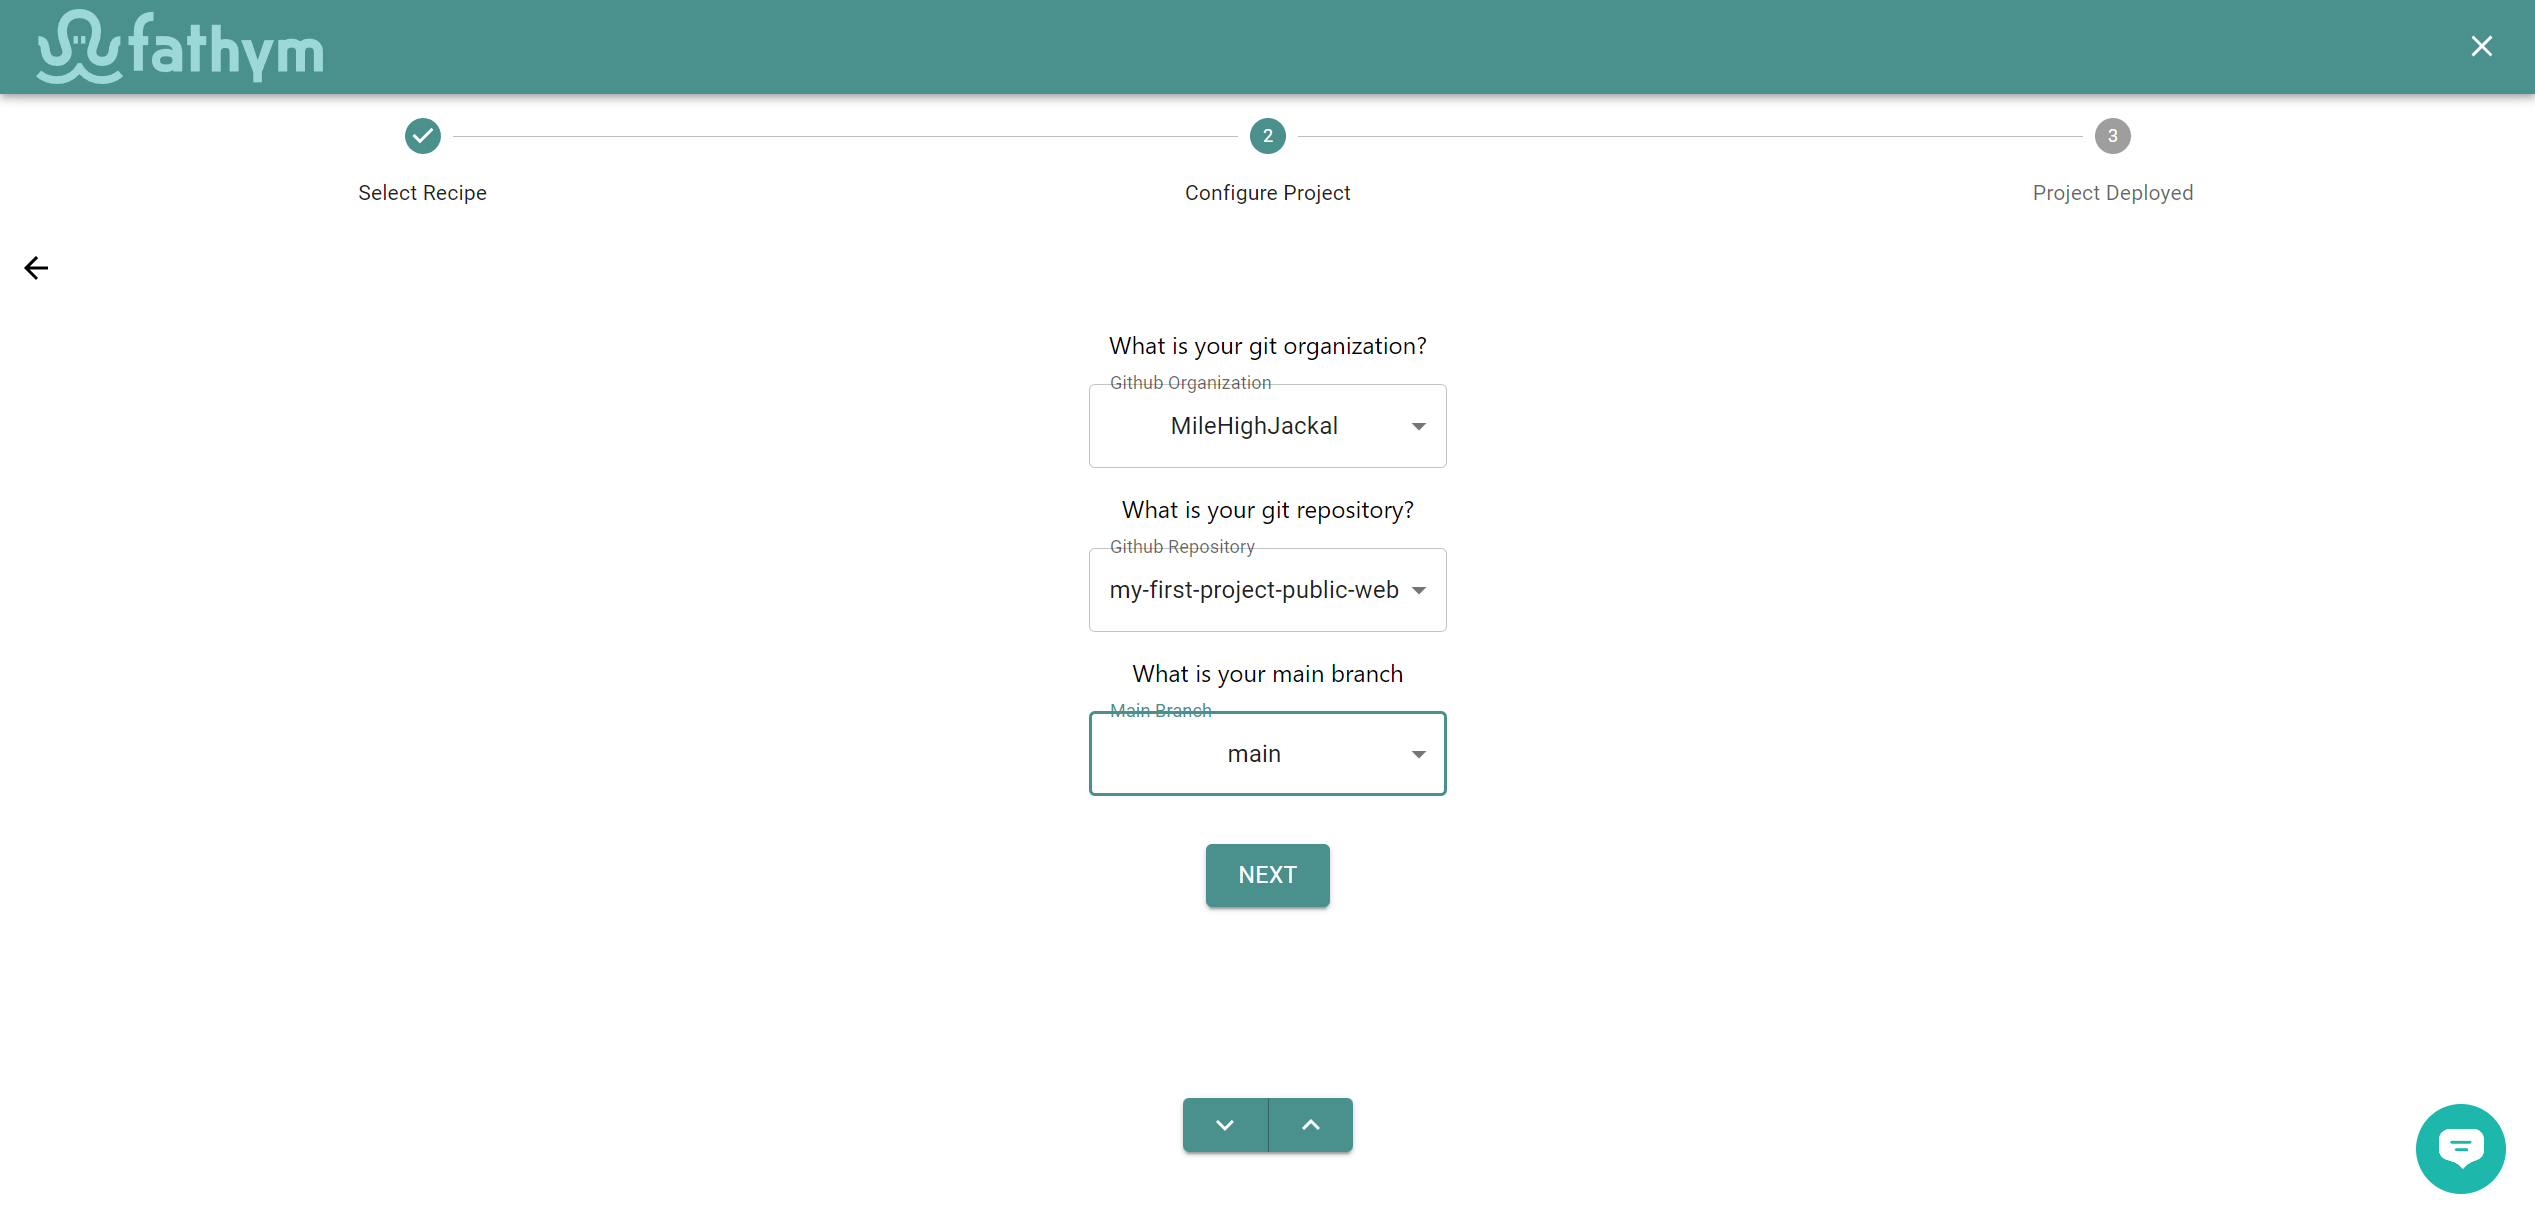 fathym
2
3
Select Recipe
Configure Project
Project Deployed
What is your git organization?
Github Organization
MileHighJackal
What is your git repository?
Github Repository
my-first-project-public-web
What is your main branch
Main Branch
main
NEXT